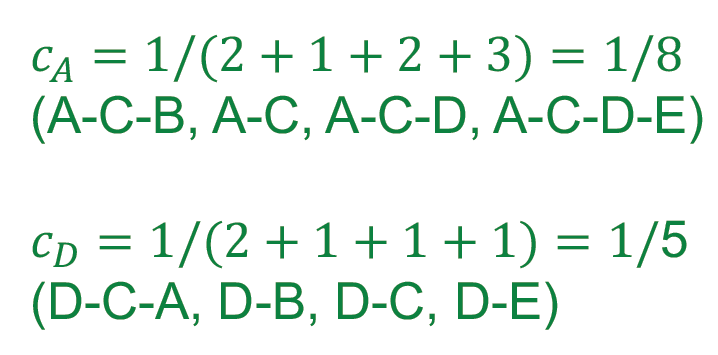 c_A = 1/(2 + 1 + 2 + 3) = 1/8
(A-C-B, A-C, A-C-D, A-C-D-E)
c_D = 1/(2 + 1 + 1 + 1) = 1/5
(D-C-A, D-B, D-C, D-E)